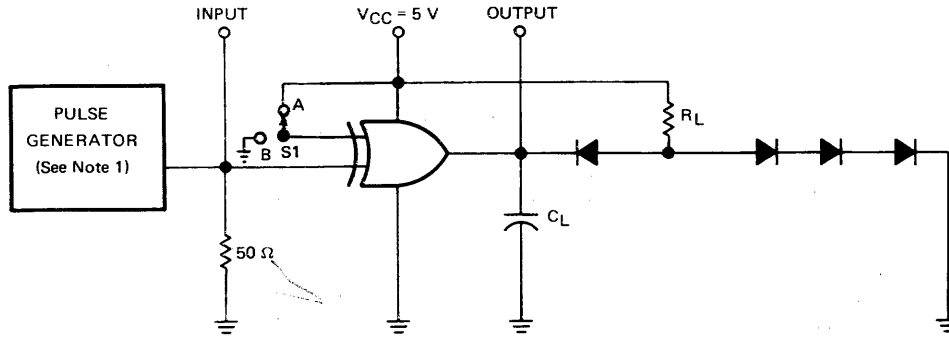 INPUT
VCC = 5 V
OUTPUT
PULSE
GENERATOR
(See Note 1)
A
B
S1
RL
CL
50 Ω